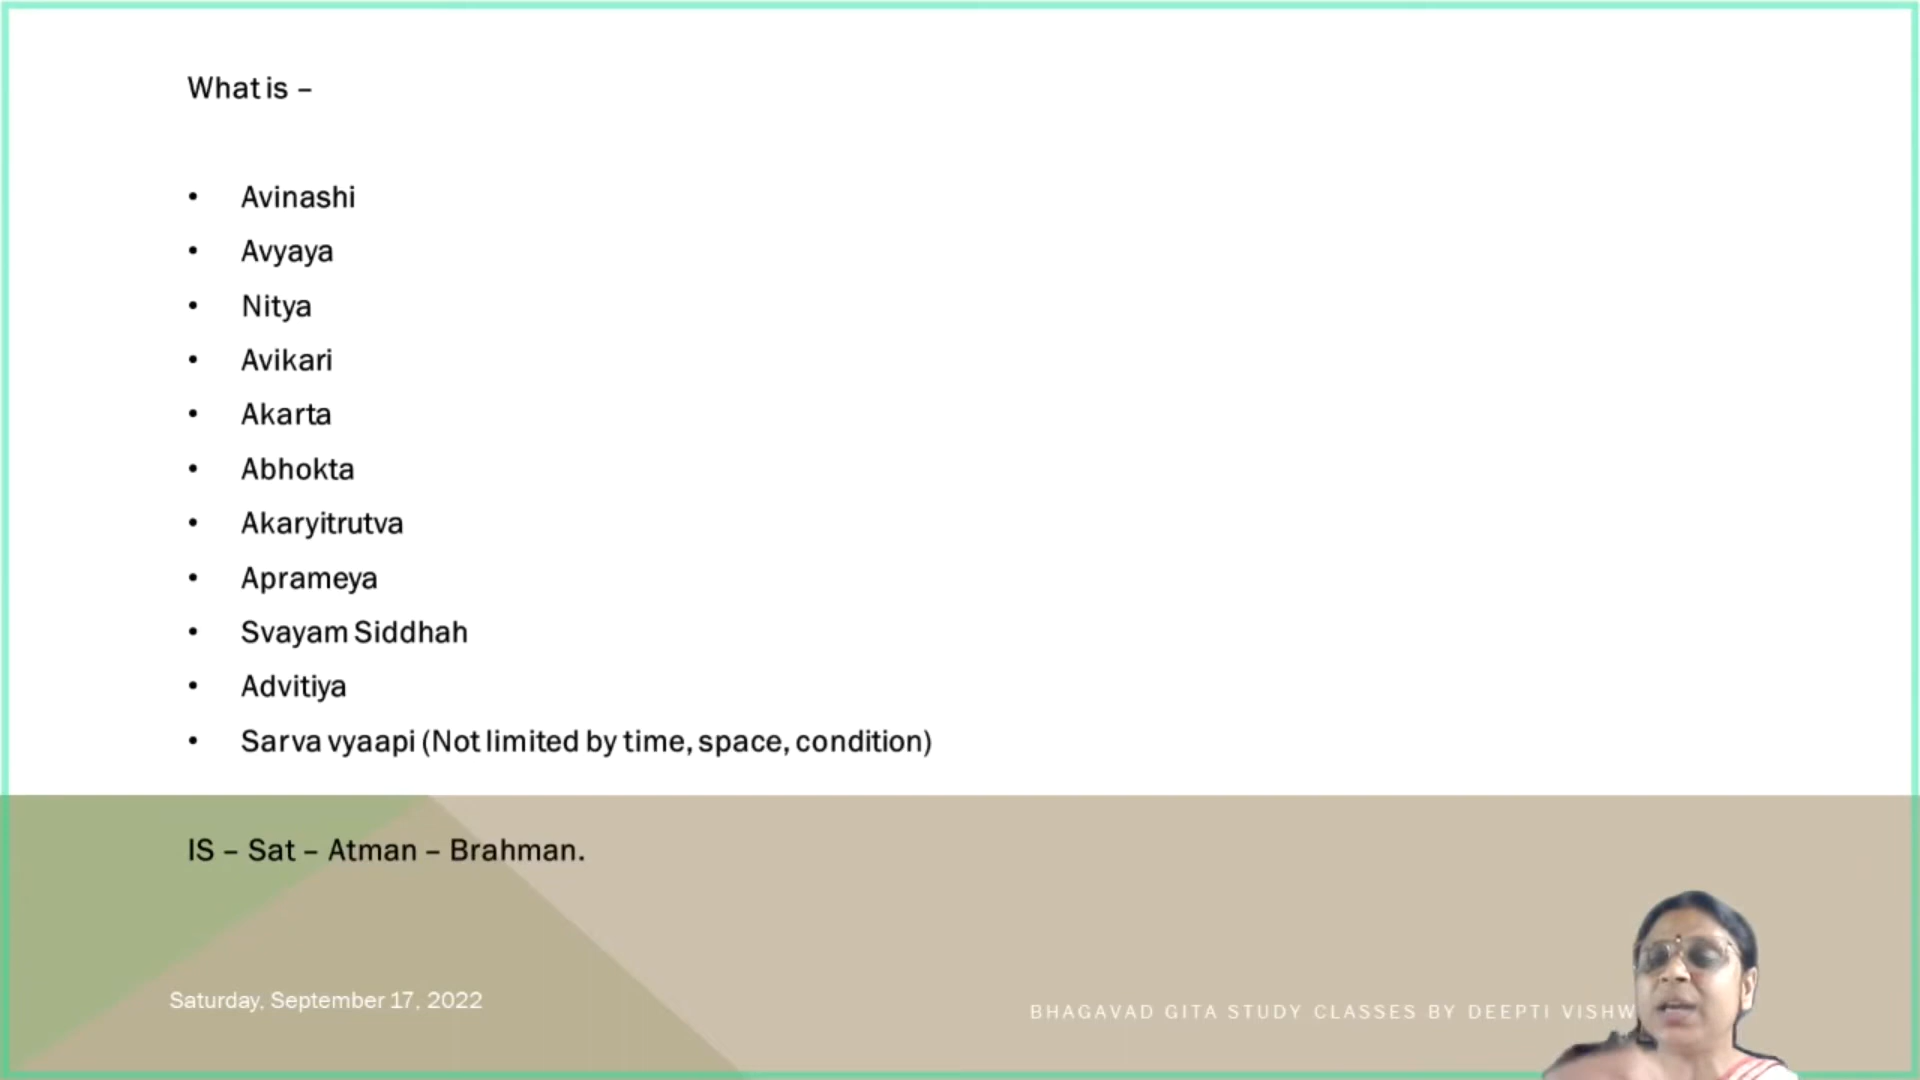 What is –
• Avinashi
• Avyaya
• Nitya
• Avikari
• Akarta
• Abhokta
• Akaryitrutva
• Aprameya
• Svayam Siddhah
• Advitiya
• Sarva vyaapi (Not limited by time, space, condition)
IS – Sat – Atman – Brahman.
Saturday, September 17, 2022
BHAGAVAD GITA STUDY CLASSES BY DEEPTI